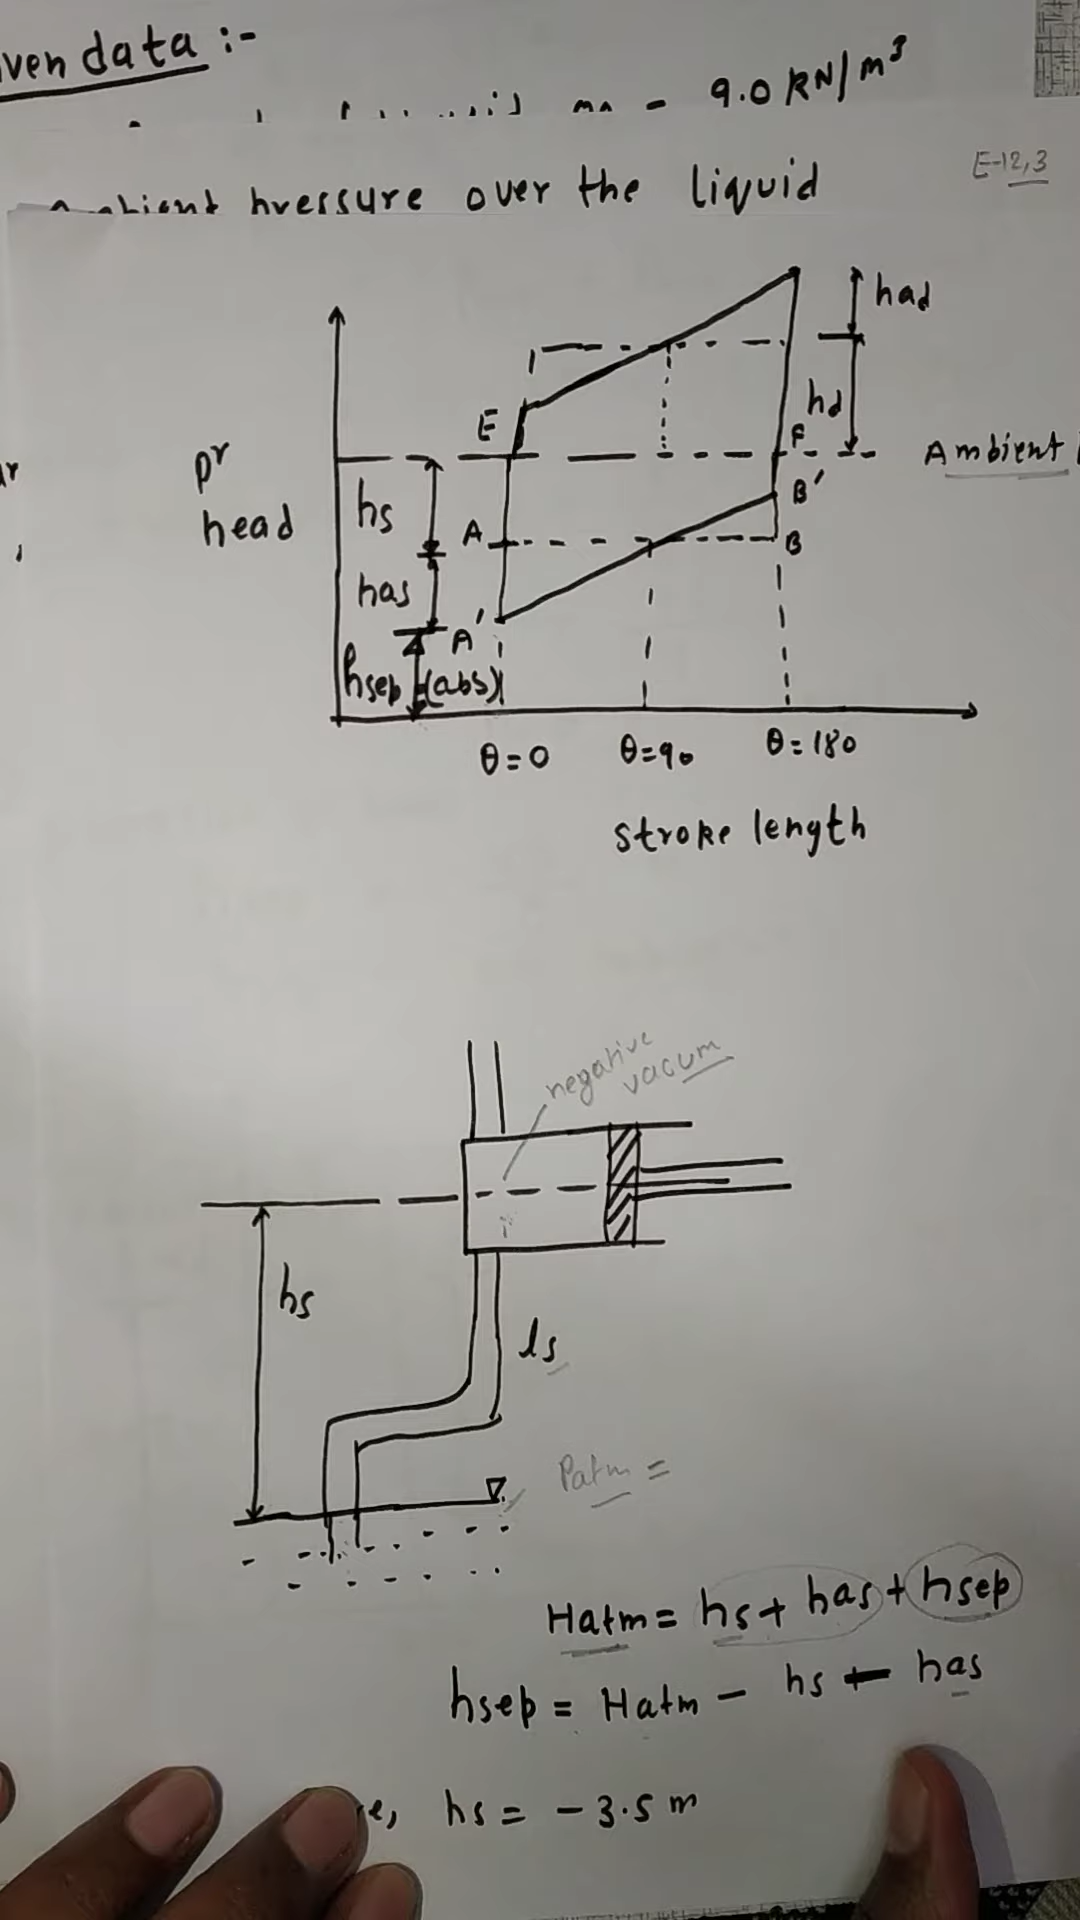 ven data :-
- 9.0 kN/m³
E-12,3
Ambient pressure over the liquid
had
hd
E
F
Ambient
Pr
head
hs
B'
A
B
has
A'
hsep (abs)
θ=0 θ=90 θ=180
stroke length
negative
vacum
hs
ls
Patm =
Hatm = hs + has + hsep
hsep = Hatm - hs - has
e, hs = - 3.5 m